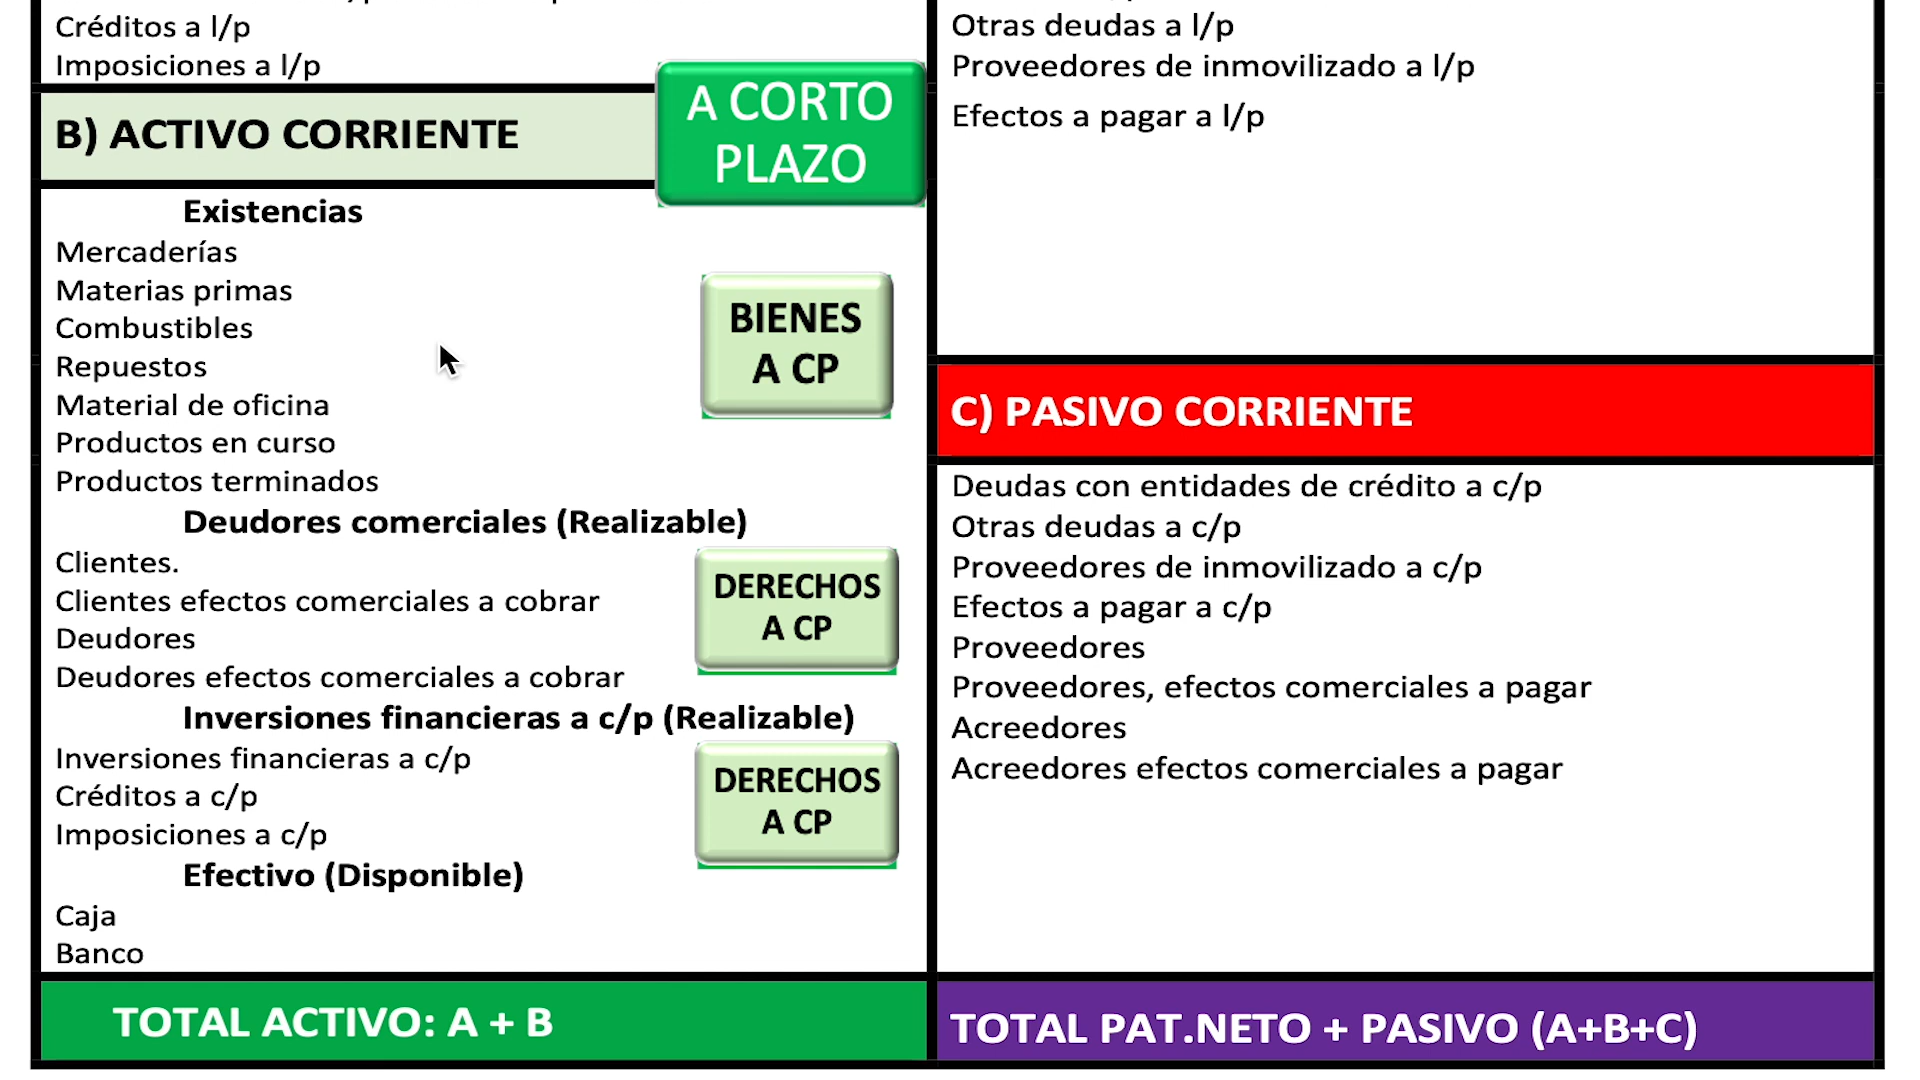 Créditos a l/p
Imposiciones a l/p
B) ACTIVO CORRIENTE
A CORTO
PLAZO
Existencias
Mercaderías
Materias primas
Combustibles
Repuestos
Material de oficina
Productos en curso
Productos terminados
BIENES
A CP
Deudores comerciales (Realizable)
Clientes.
Clientes efectos comerciales a cobrar
Deudores
Deudores efectos comerciales a cobrar
DERECHOS
A CP
Inversiones financieras a c/p (Realizable)
Inversiones financieras a c/p
Créditos a c/p
Imposiciones a c/p
DERECHOS
A CP
Efectivo (Disponible)
Caja
Banco
TOTAL ACTIVO: A + B
Otras deudas a l/p
Proveedores de inmovilizado a l/p
Efectos a pagar a l/p
C) PASIVO CORRIENTE
Deudas con entidades de crédito a c/p
Otras deudas a c/p
Proveedores de inmovilizado a c/p
Efectos a pagar a c/p
Proveedores
Proveedores, efectos comerciales a pagar
Acreedores
Acreedores efectos comerciales a pagar
TOTAL PAT.NETO + PASIVO (A+B+C)